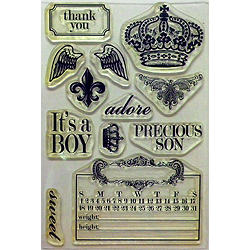 thank
you
adore
It's a
BOY
PRECIOUS
SON
sweet
S M T W T F S
1 2 3 4 5 6 7 8 9 10 11 12 13 14 15 16 17
18 19 20 21 22 23 24 25 26 27 28 29 30 31
weight:
height: